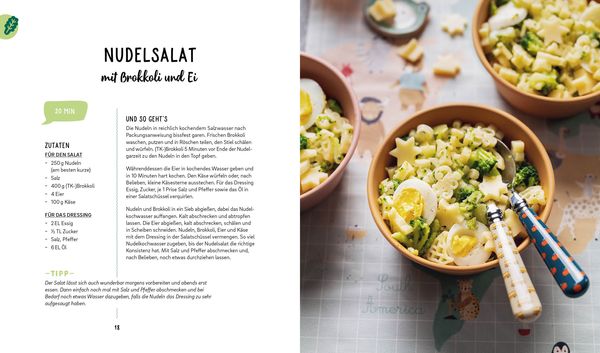 NUDELSALAT
mit Brokkoli und Ei
20 MIN
ZUTATEN
FÜR DEN SALAT
• 250 g Nudeln
(am besten kurze)
• Salz
• 400 g (TK-)Brokkoli
• 4 Eier
• 100 g Käse
FÜR DAS DRESSING
• 2 EL Essig
• ½ TL Zucker
• Salz, Pfeffer
• 6 EL Öl
UND SO GEHT'S
Die Nudeln in reichlich kochendem Salzwasser nach
Packungsanweisung bissfest garen. Frischen Brokkoli
waschen, putzen und in Röschen teilen, den Stiel schälen
und würfeln. (TK-)Brokkoli 5 Minuten vor Ende der Nudel-
garzeit zu den Nudeln in den Topf geben.
Währenddessen die Eier in kochendes Wasser geben und
in 10 Minuten hart kochen. Den Käse würfeln oder, nach
Belieben, kleine Käsesterne ausstechen. Für das Dressing
Essig, Zucker, je 1 Prise Salz und Pfeffer sowie das Öl in
einer Salatschüssel verquirlen.
Nudeln und Brokkoli in ein Sieb abgießen, dabei das Nudel-
kochwasser auffangen. Kalt abschrecken und abtropfen
lassen. Die Eier abgießen, kalt abschrecken, schälen und
in Scheiben schneiden. Nudeln, Brokkoli, Eier und Käse
mit dem Dressing in der Salatschüssel vermengen. So viel
Nudelkochwasser zugeben, bis der Nudelsalat die richtige
Konsistenz hat. Mit Salz und Pfeffer abschmecken und,
nach Belieben, noch etwas durchziehen lassen.
—TIPP—
Der Salat lässt sich auch wunderbar morgens vorbereiten und abends erst
essen. Dann einfach noch mal mit Salz und Pfeffer abschmecken und bei
Bedarf noch etwas Wasser dazugeben, falls die Nudeln das Dressing zu sehr
aufgesaugt haben.
18
South
America